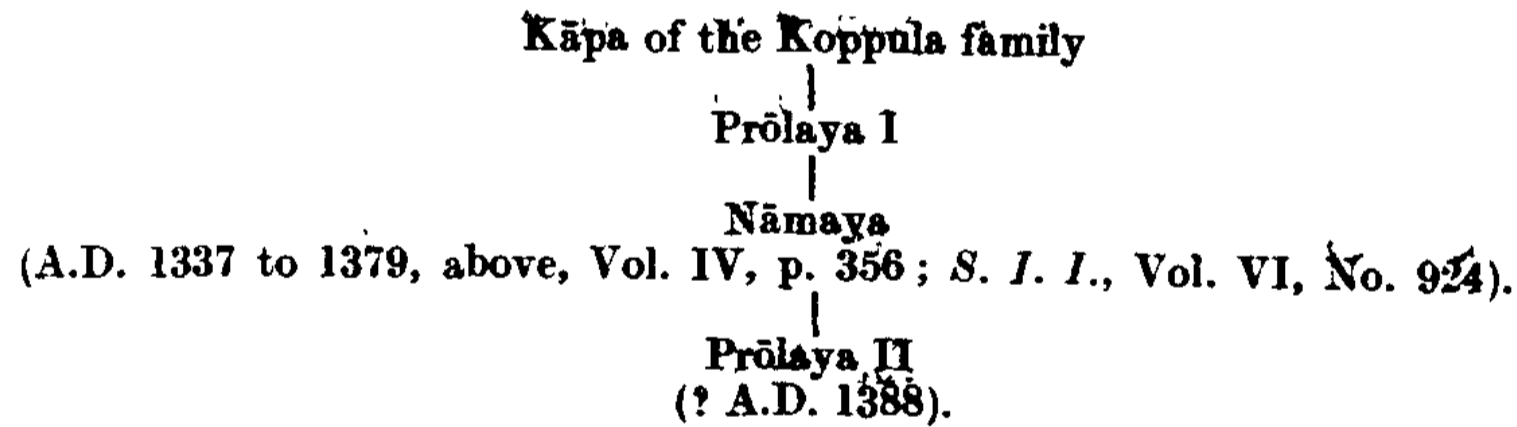 Kāpa of the Koppula family
Prōlaya I
Nāmaya
(A.D. 1337 to 1379, above, Vol. IV, p. 356 ; S. I. I., Vol. VI, No. 924).
Prōlaya II
(? A.D. 1388).